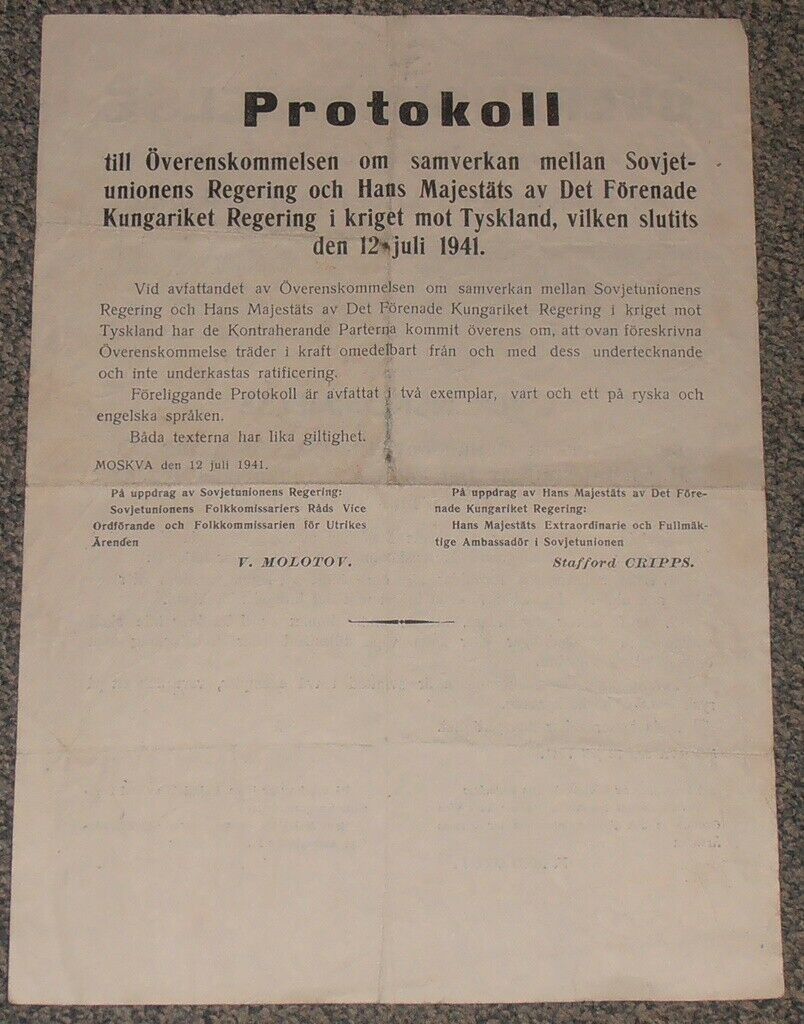 Protokoll
till Överenskommelsen om samverkan mellan Sovjet-
unionens Regering och Hans Majestäts av Det Förenade
Kungariket Regering i kriget mot Tyskland, vilken slutits
den 12 juli 1941.
Vid avfattandet av Överenskommelsen om samverkan mellan Sovjetunionens
Regering och Hans Majestäts av Det Förenade Kungariket Regering i kriget mot
Tyskland har de Kontraherande Parterna kommit överens om, att ovan föreskrivna
Överenskommelse träder i kraft omedelbart från och med dess undertecknande
och inte underkastas ratificering.
Föreliggande Protokoll är avfattat i två exemplar, vart och ett på ryska och
engelska språken.
Båda texterna har lika giltighet.
MOSKVA den 12 juli 1941.
På uppdrag av Sovjetunionens Regering:
Sovjetunionens Folkkommissariers Råds Vice
Ordförande och Folkkommissarien för Utrikes
Ärenden
V. MOLOTOV.
På uppdrag av Hans Majestäts av Det Före-
nade Kungariket Regering:
Hans Majestäts Extraordinarie och Fullmäk-
tige Ambassadör i Sovjetunionen
Stafford CRIPPS.